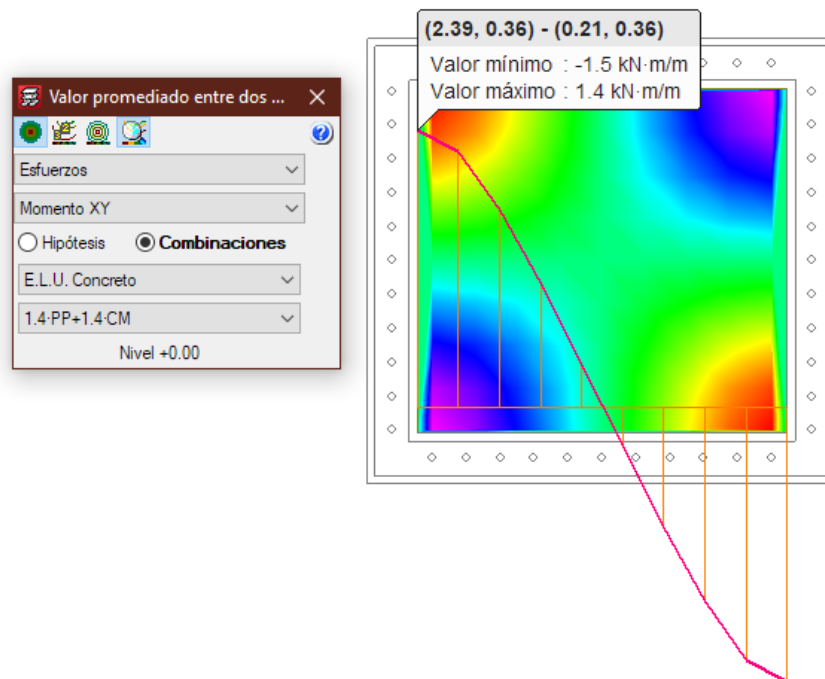 (2.39, 0.36) - (0.21, 0.36)
Valor mínimo : -1.5 kN·m/m
Valor máximo : 1.4 kN·m/m
Valor promediado entre dos ...
Esfuerzos
Momento XY
Hipótesis Combinaciones
E.L.U. Concreto
1.4·PP+1.4·CM
Nivel +0.00